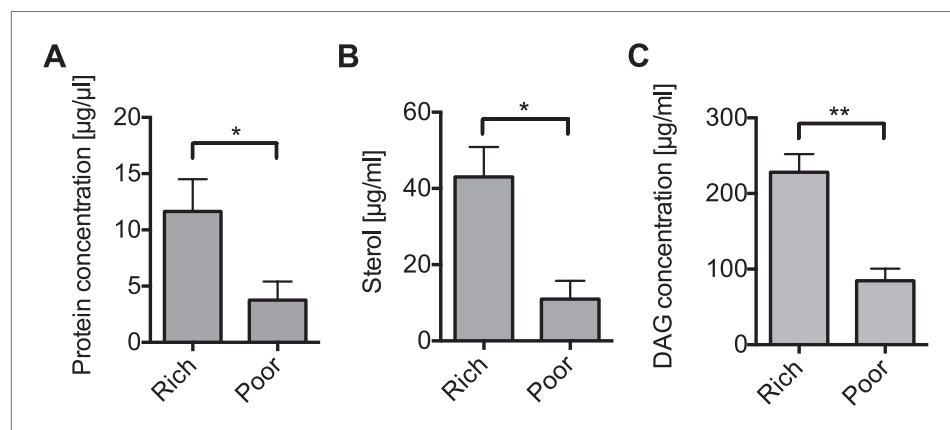 A
Protein concentration [µg/µl]
20
15
10
5
0
*
Rich
Poor
B
Sterol [µg/ml]
60
40
20
0
*
Rich
Poor
C
DAG concentration [µg/ml]
300
200
100
0
**
Rich
Poor